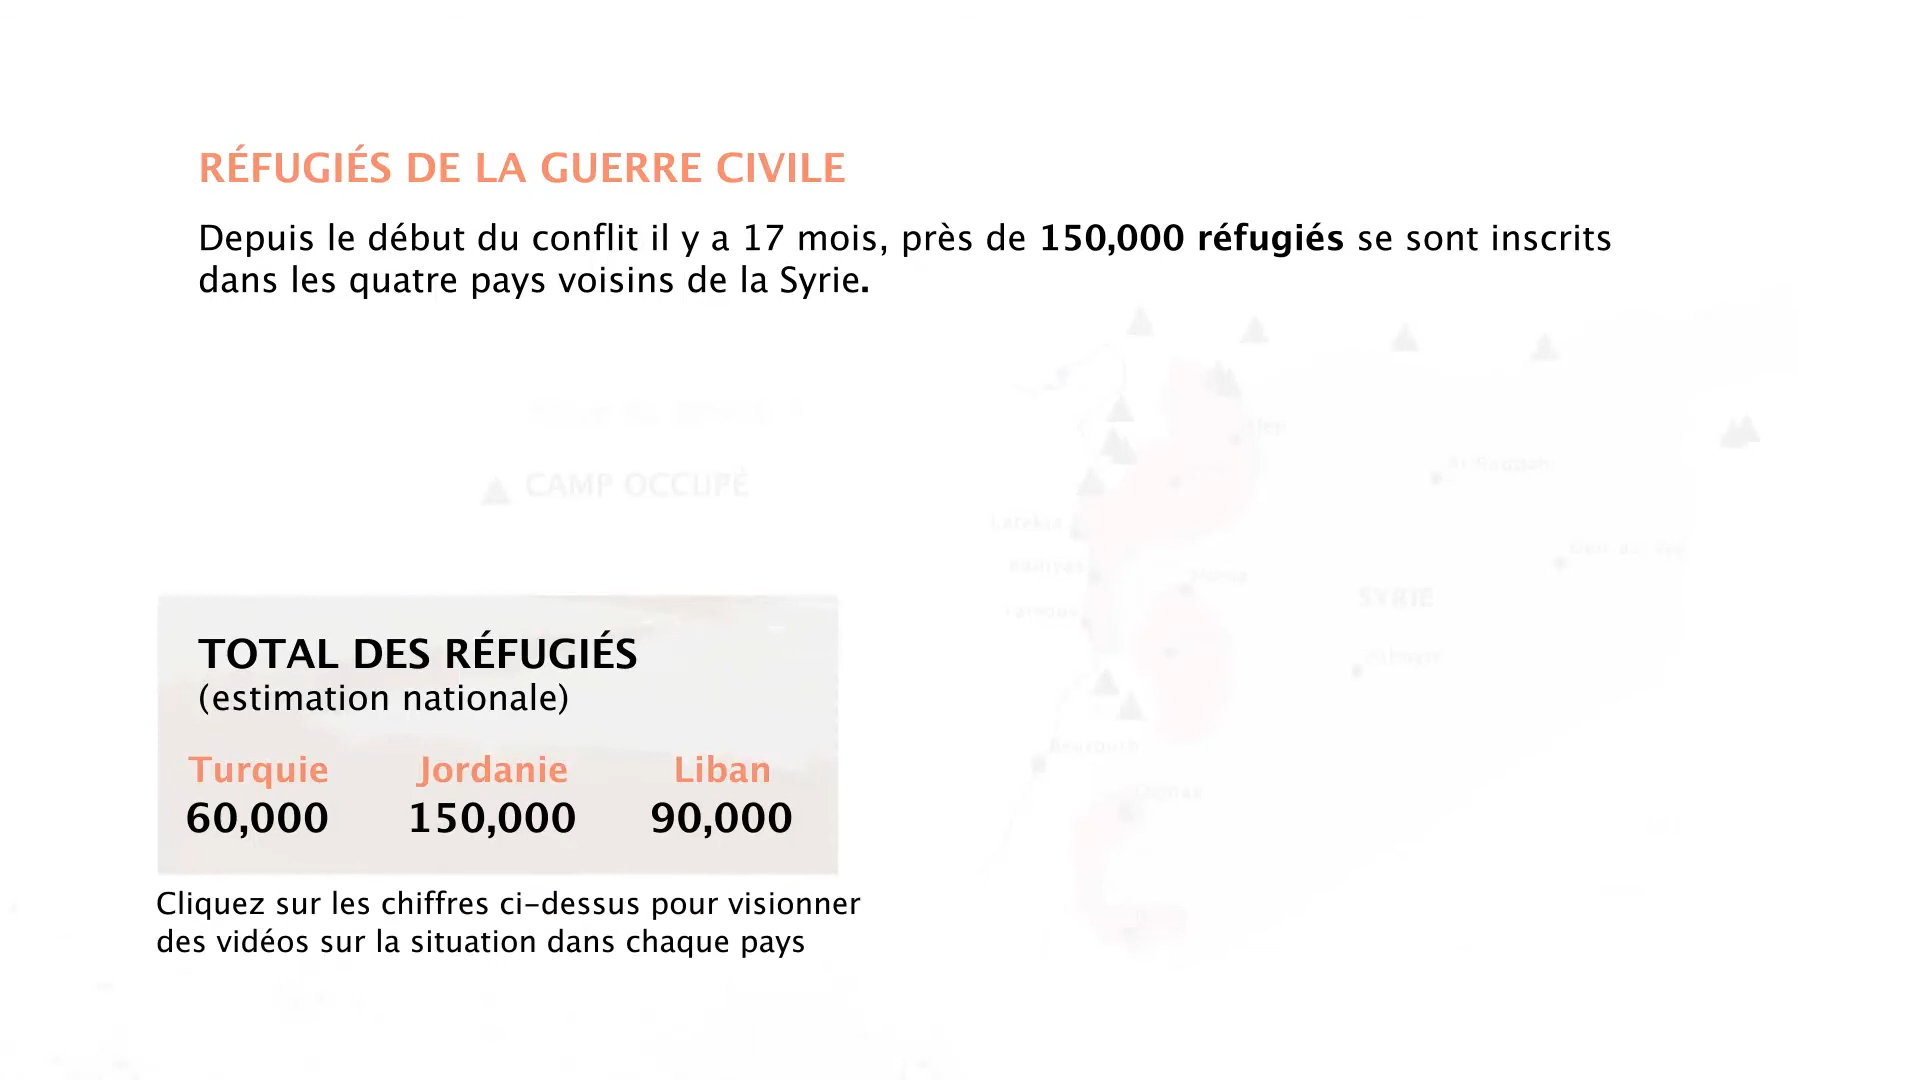 RÉFUGIÉS DE LA GUERRE CIVILE
Depuis le début du conflit il y a 17 mois, près de 150,000 réfugiés se sont inscrits
dans les quatre pays voisins de la Syrie.
CAMP OCCUPÉ
SYRIE
TOTAL DES RÉFUGIÉS
(estimation nationale)
Turquie Jordanie Liban
60,000 150,000 90,000
Cliquez sur les chiffres ci-dessus pour visionner
des vidéos sur la situation dans chaque pays